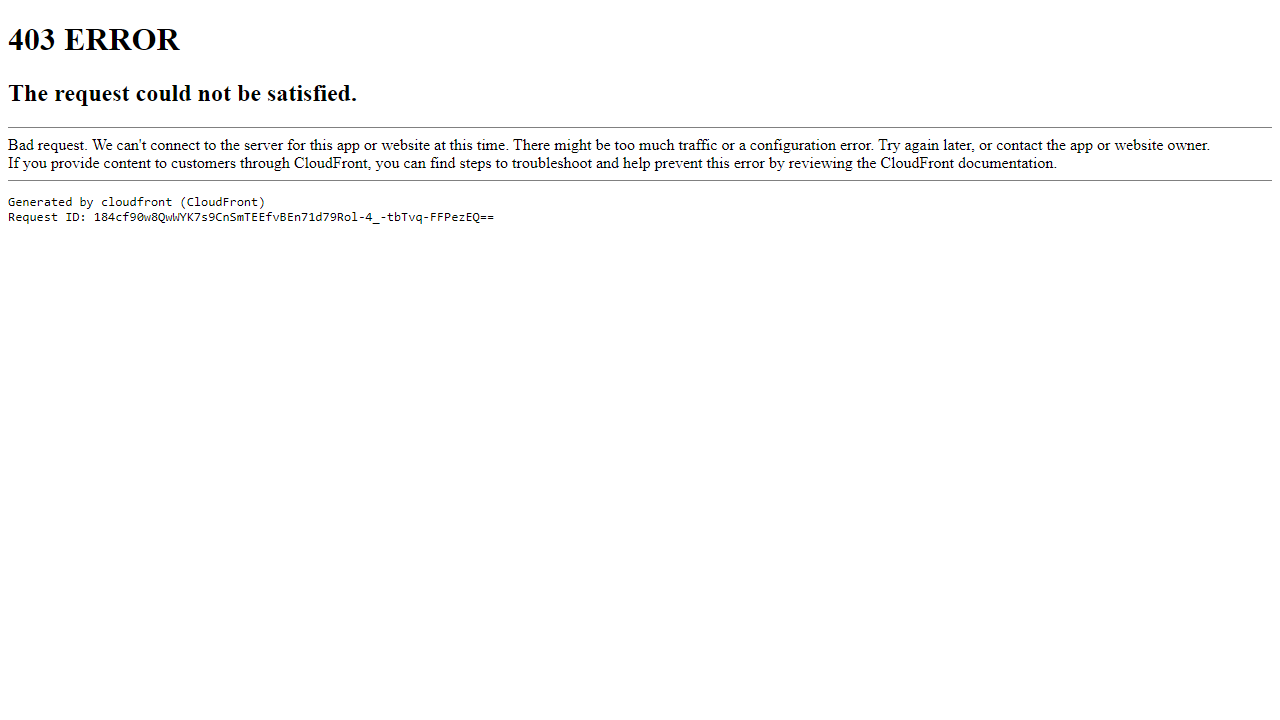 403 ERROR
The request could not be satisfied.
Bad request. We can't connect to the server for this app or website at this time. There might be too much traffic or a configuration error. Try again later, or contact the app or website owner.
If you provide content to customers through CloudFront, you can find steps to troubleshoot and help prevent this error by reviewing the CloudFront documentation.
Generated by cloudfront (CloudFront)
Request ID: 184cf90w8QwWYK7s9CnSmTEEfvBEn71d79Rol-4_-tbTvq-FFPezEQ==